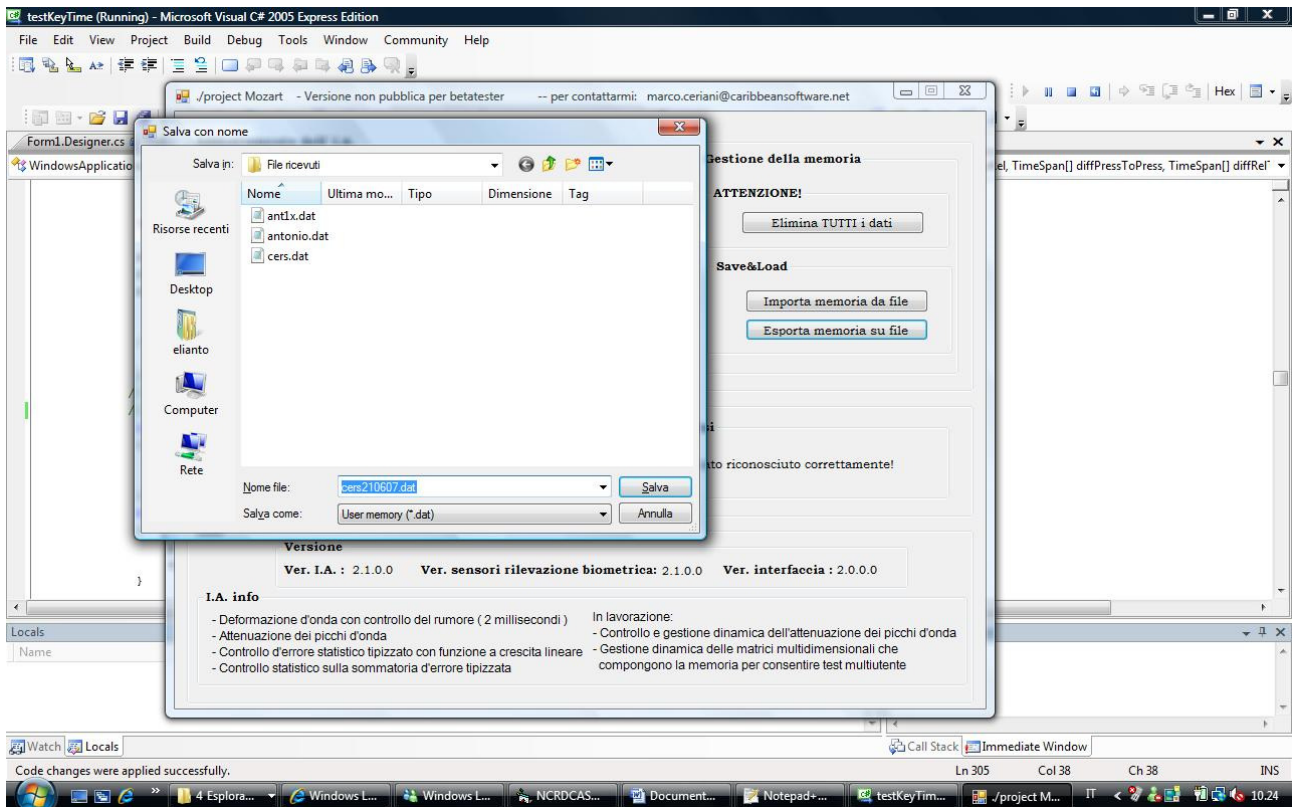 testKeyTime (Running) - Microsoft Visual C# 2005 Express Edition
File Edit View Project Build Debug Tools Window Community Help
./project Mozart - Versione non pubblica per betatester -- per contattarmi: marco.ceriani@caribbeansoftware.net
Hex
Form1.Designer.cs
WindowsApplicatio
el, TimeSpan[] diffPressToPress, TimeSpan[] diffRel
Salva con nome
Salva in: File ricevuti
Nome Ultima mo... Tipo Dimensione Tag
ant1x.dat
antonio.dat
cers.dat
Risorse recenti
Desktop
elianto
Computer
Rete
Nome file: cers210607.dat Salva
Salva come: User memory (*.dat) Annulla
Gestione della memoria
ATTENZIONE!
Elimina TUTTI i dati
Save&Load
Importa memoria da file
Esporta memoria su file
si
to riconosciuto correttamente!
Versione
Ver. I.A. : 2.1.0.0 Ver. sensori rilevazione biometrica: 2.1.0.0 Ver. interfaccia : 2.0.0.0
I.A. info
- Deformazione d'onda con controllo del rumore ( 2 millisecondi )
- Attenuazione dei picchi d'onda
- Controllo d'errore statistico tipizzato con funzione a crescita lineare
- Controllo statistico sulla sommatoria d'errore tipizzata
In lavorazione:
- Controllo e gestione dinamica dell'attenuazione dei picchi d'onda
- Gestione dinamica delle matrici multidimensionali che
compongono la memoria per consentire test multiutente
}
Locals
Name
Watch Locals
Call Stack Immediate Window
Code changes were applied successfully. Ln 305 Col 38 Ch 38 INS
4 Esplora... Windows L... Windows L... NCRDCAS... Document... Notepad+... testKeyTim... ./project M... IT 10.24